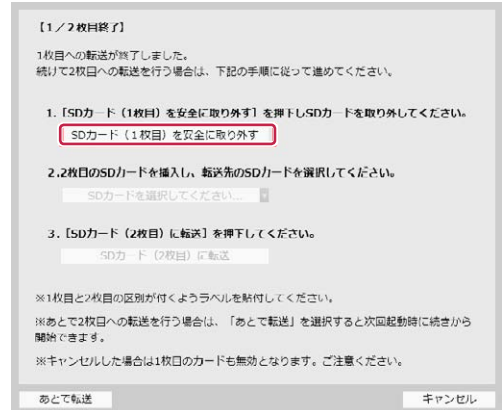 【1／2枚目終了】
1枚目への転送が終了しました。
続けて2枚目への転送を行う場合は、下記の手順に従って進めてください。
1. [SDカード（1枚目）を安全に取り外す] を押下しSDカードを取り外してください。
SDカード（1枚目）を安全に取り外す
2.2枚目のSDカードを挿入し、転送先のSDカードを選択してください。
SDカードを選択してください...
3. [SDカード（2枚目）に転送] を押下してください。
SDカード（2枚目）に転送
※1枚目と2枚目の区別が付くようラベルを貼付してください。
※あとで2枚目への転送を行う場合は、「あとで転送」を選択すると次回起動時に続きから
開始できます。
※キャンセルした場合は1枚目のカードも無効となります。ご注意ください。
あとで転送
キャンセル